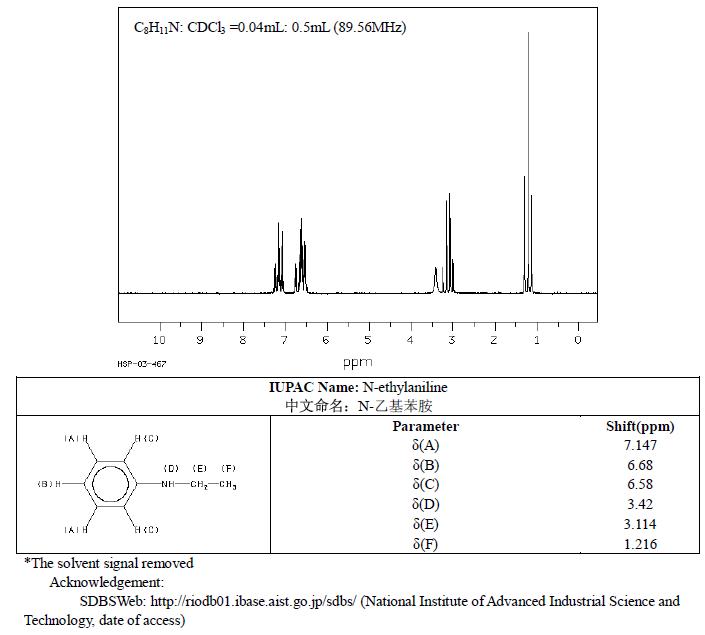 C₈H₁₁N: CDCl₃ =0.04mL: 0.5mL (89.56MHz)
10 9 8 7 6 5 4 3 2 1 0
HSP-03-467
ppm
IUPAC Name: N-ethylaniline
中文命名：N-乙基苯胺
(A)H H(C)
(D) (E) (F)
(B)H NH—CH₂—CH₃
(A)H H(C)
Parameter Shift(ppm)
δ(A) 7.147
δ(B) 6.68
δ(C) 6.58
δ(D) 3.42
δ(E) 3.114
δ(F) 1.216
*The solvent signal removed
Acknowledgement:
SDBSWeb: http://riodb01.ibase.aist.go.jp/sdbs/ (National Institute of Advanced Industrial Science and
Technology, date of access)